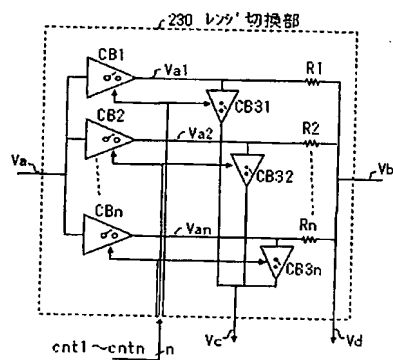 230 レンジ切換部
CB1
Va1
R1
CB31
CB2
Va2
R2
CB32
Va
Vb
CBn
Van
Rn
CB3n
cnt1～cntn
n
Vc
Vd